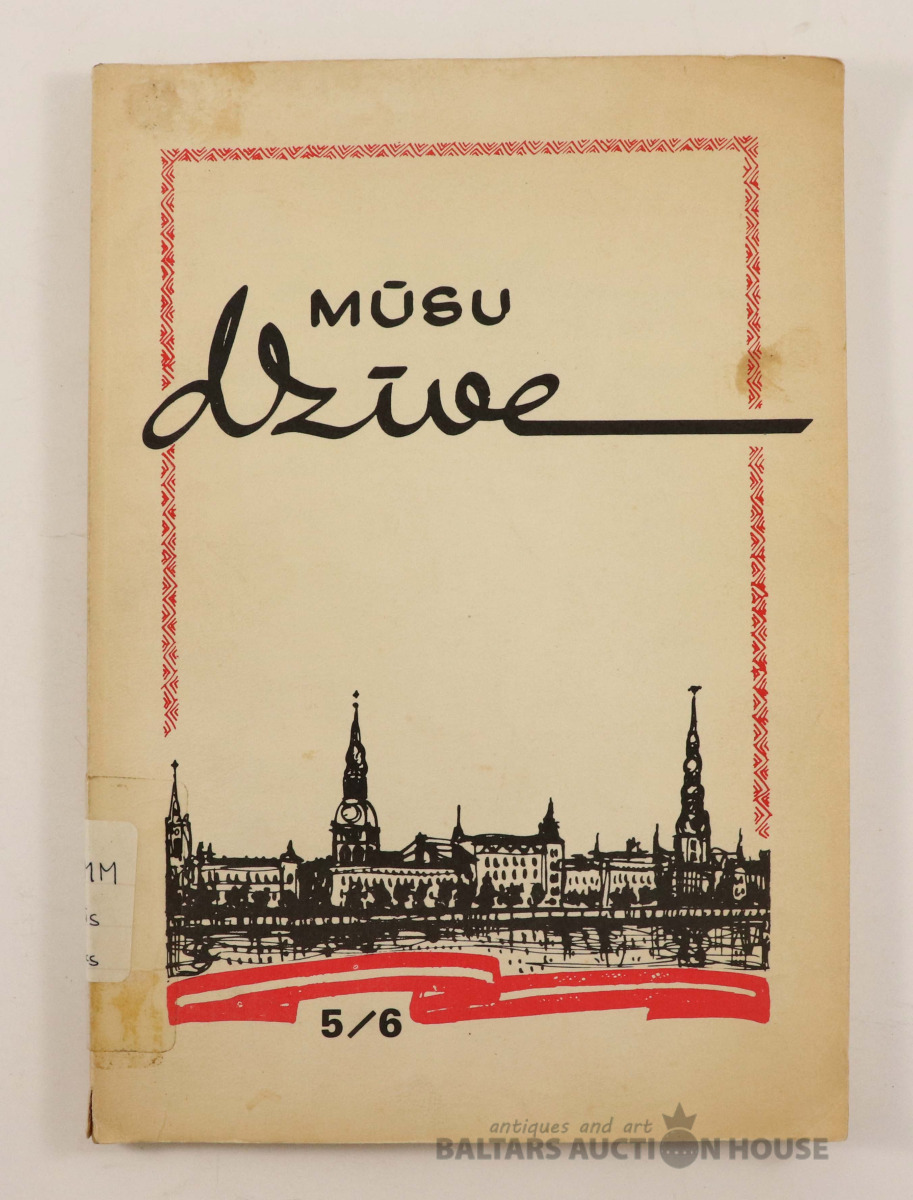 MŪSU
dzīve
5/6
antiques and art
BALTARS AUCTION HOUSE